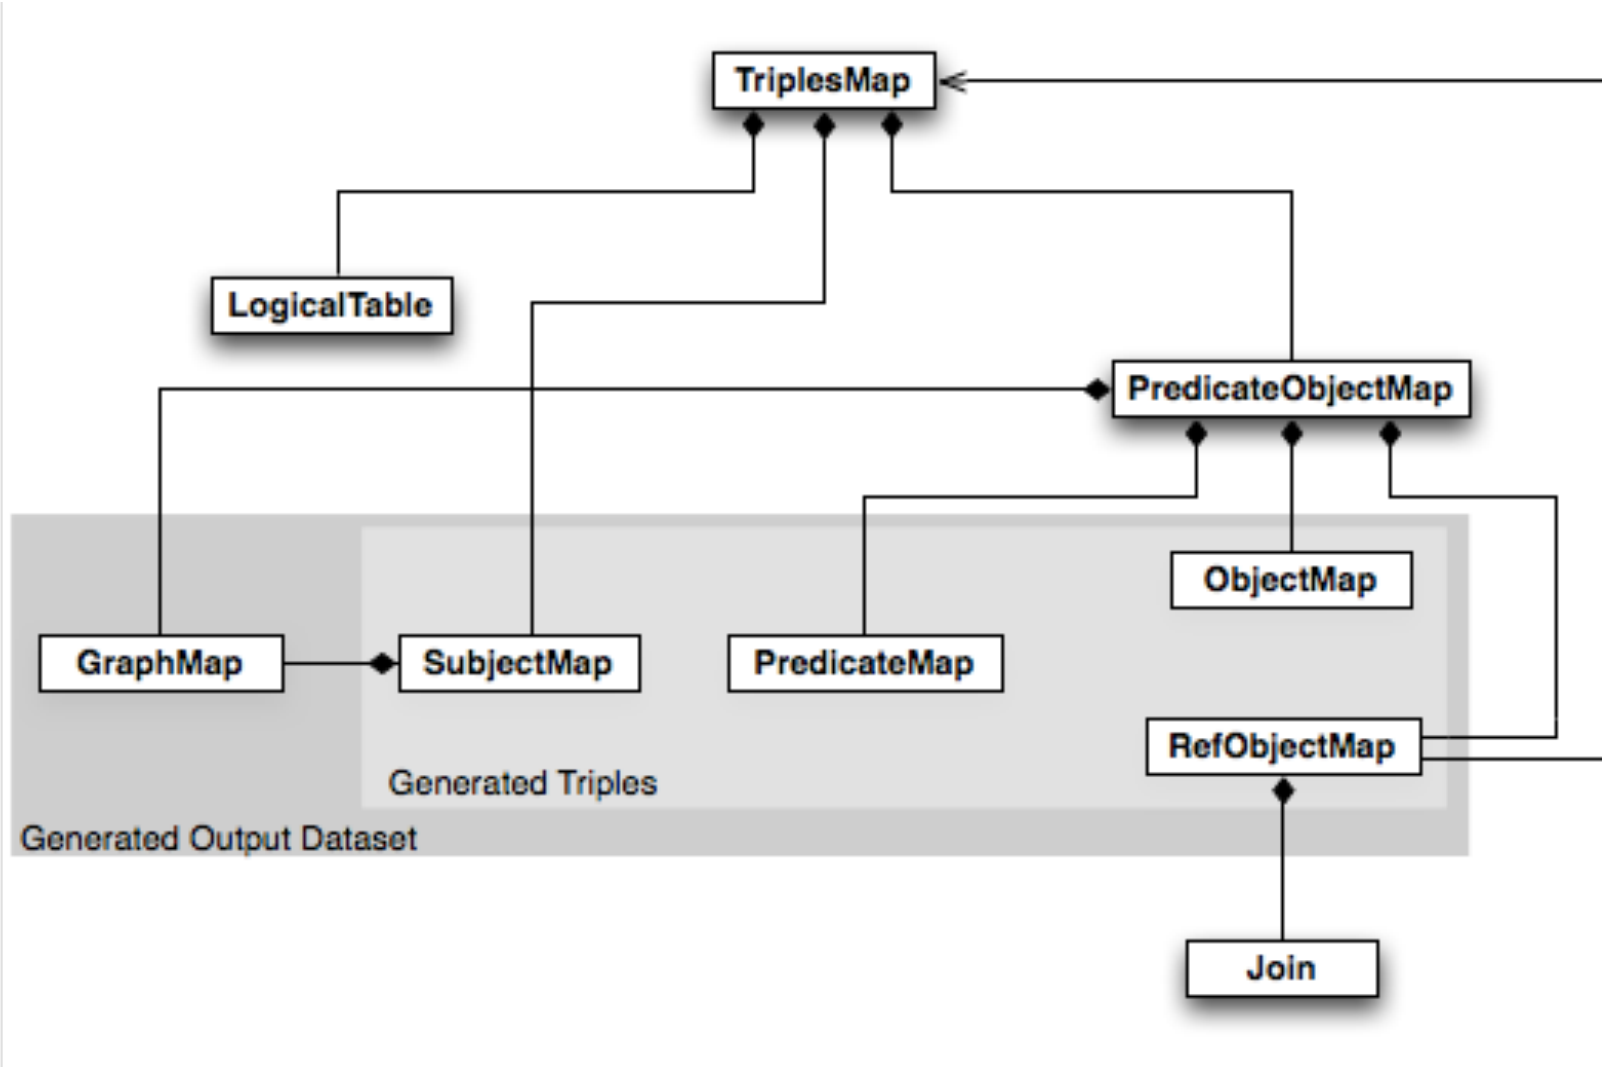 TriplesMap
LogicalTable
PredicateObjectMap
ObjectMap
GraphMap
SubjectMap
PredicateMap
RefObjectMap
Generated Triples
Generated Output Dataset
Join